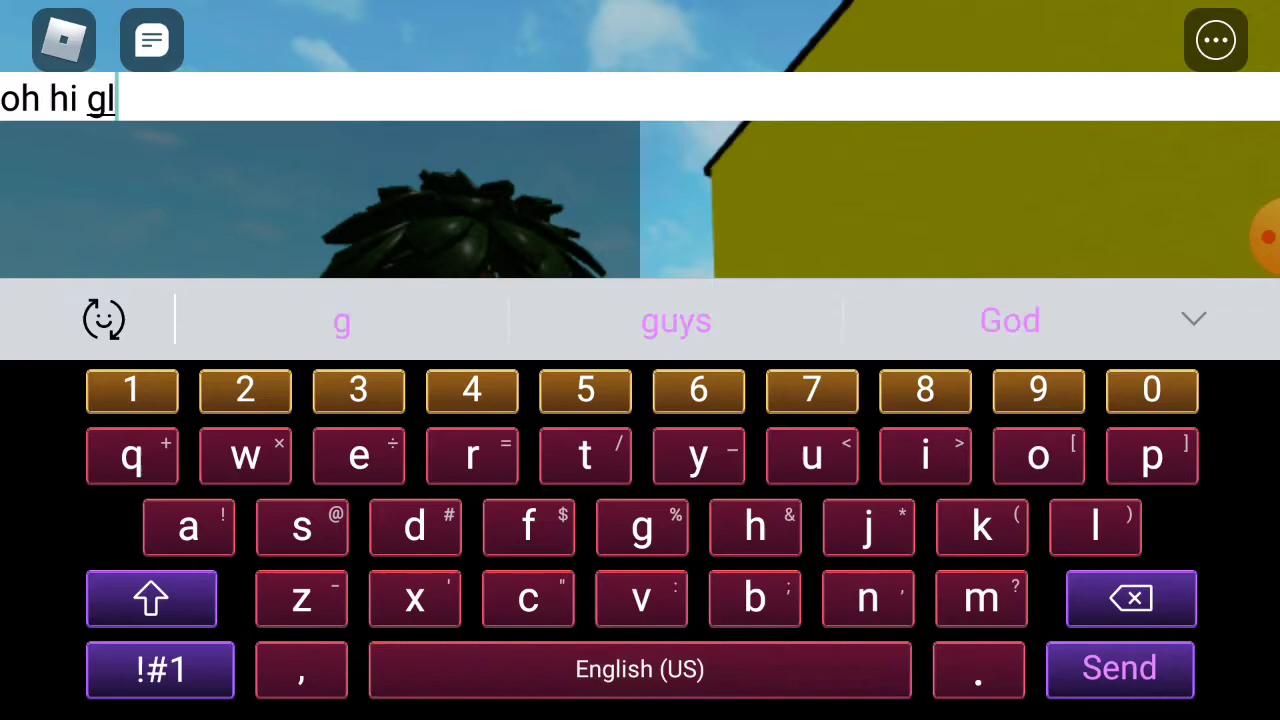 oh hi gl
g guys God
1 2 3 4 5 6 7 8 9 0
q + w × e ÷ r = t / y _ u < i > o [ p ]
a ! s @ d # f $ g % h & j * k ( l )
z - x ' c " v : b ; n , m ?
!#1 , English (US) . Send